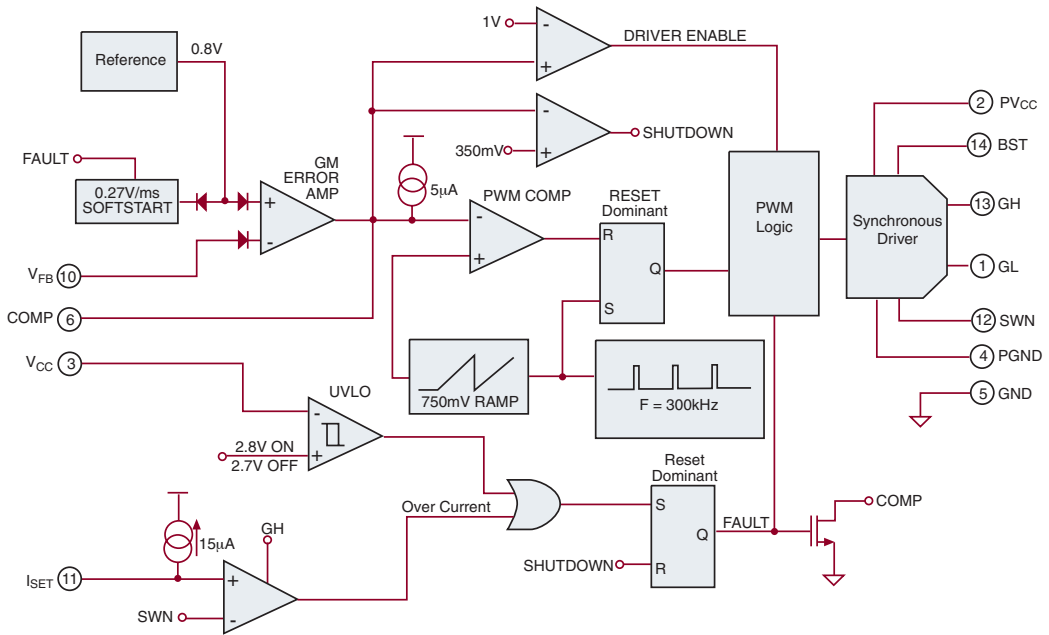 1V
-
+
DRIVER ENABLE
Reference
0.8V
FAULT
0.27V/ms
SOFTSTART
GM
ERROR
AMP
+
-
-
+
350mV
SHUTDOWN
5µA
PWM COMP
-
+
RESET
Dominant
R
Q
S
PWM
Logic
Synchronous
Driver
2 PVCC
14 BST
13 GH
1 GL
12 SWN
4 PGND
5 GND
VFB 10
COMP 6
VCC 3
750mV RAMP
F = 300kHz
UVLO
-
+
2.8V ON
2.7V OFF
Over Current
Reset
Dominant
S
Q
R
FAULT
COMP
SHUTDOWN
15µA
GH
ISET 11
+
-
SWN